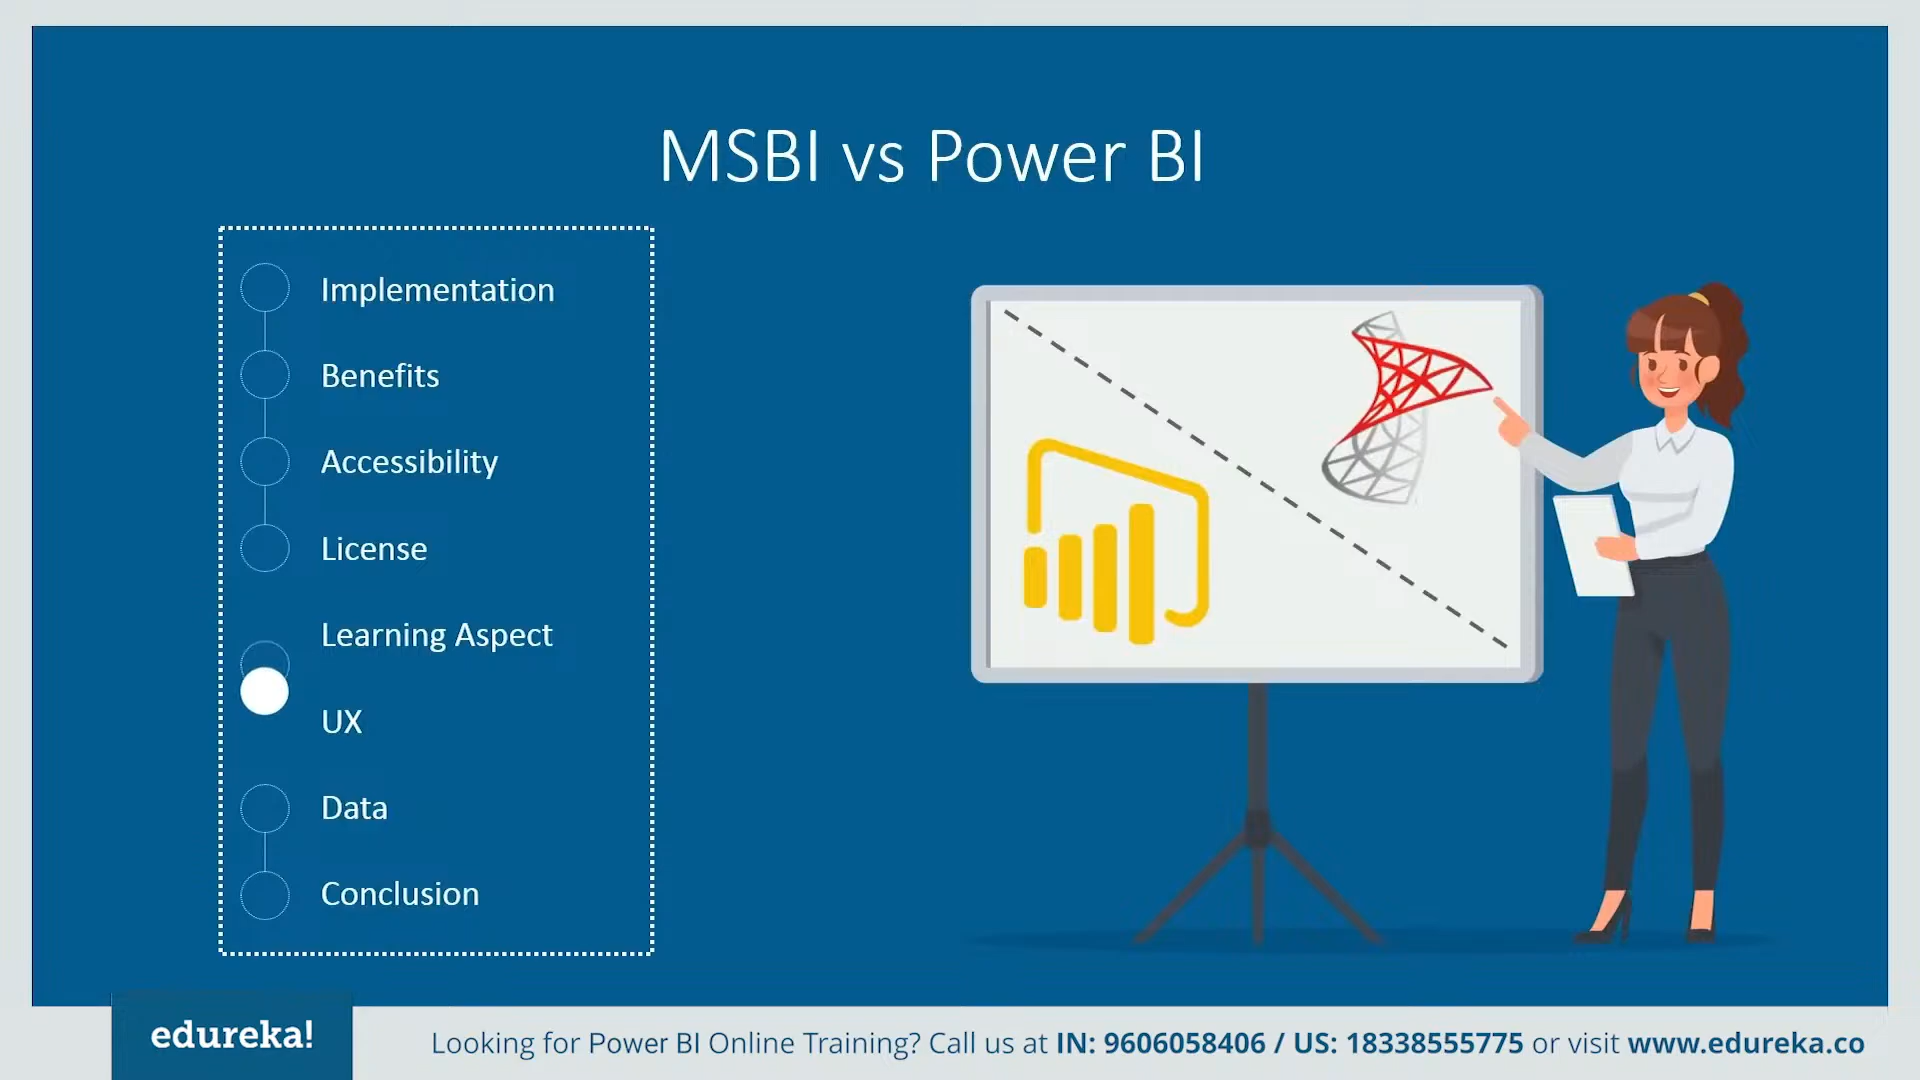 MSBI vs Power BI
Implementation
Benefits
Accessibility
License
Learning Aspect
UX
Data
Conclusion
edureka!
Looking for Power BI Online Training? Call us at IN: 9606058406 / US: 18338555775 or visit www.edureka.co